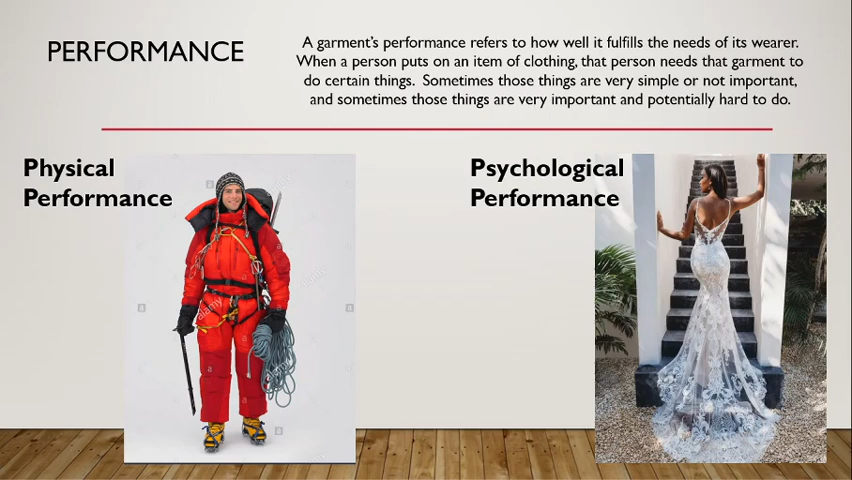 PERFORMANCE
A garment's performance refers to how well it fulfills the needs of its wearer.
When a person puts on an item of clothing, that person needs that garment to
do certain things.  Sometimes those things are very simple or not important,
and sometimes those things are very important and potentially hard to do.
Physical
Performance
Psychological
Performance
alamy